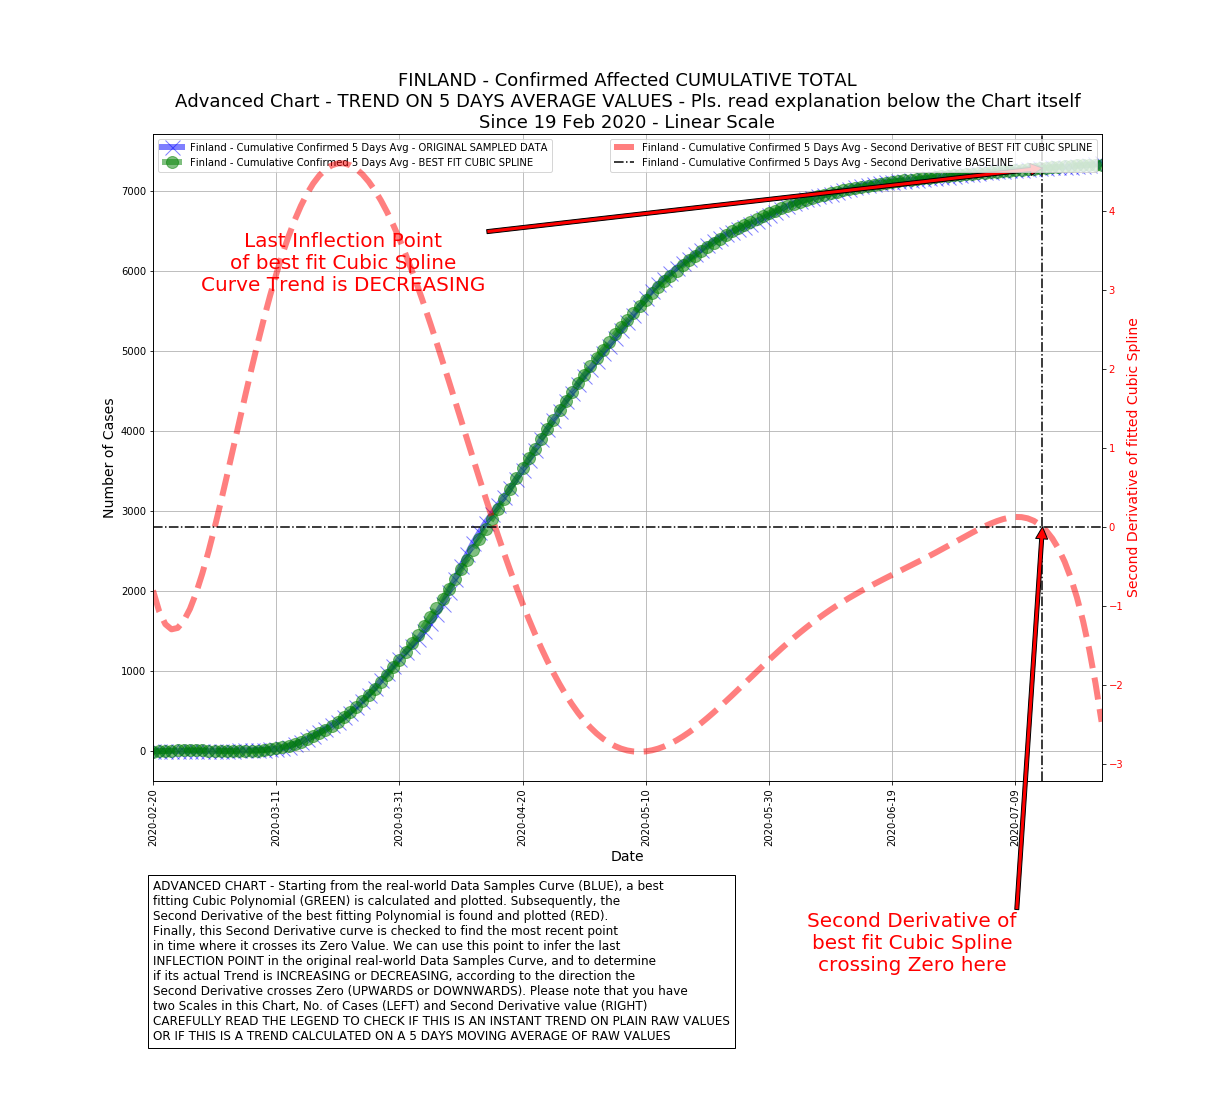 FINLAND - Confirmed Affected CUMULATIVE TOTAL
Advanced Chart - TREND ON 5 DAYS AVERAGE VALUES - Pls. read explanation below the Chart itself
Since 19 Feb 2020 - Linear Scale
Finland - Cumulative Confirmed 5 Days Avg - ORIGINAL SAMPLED DATA
Finland - Cumulative Confirmed 5 Days Avg - BEST FIT CUBIC SPLINE
Finland - Cumulative Confirmed 5 Days Avg - Second Derivative of BEST FIT CUBIC SPLINE
Finland - Cumulative Confirmed 5 Days Avg - Second Derivative BASELINE
Last Inflection Point
of best fit Cubic Spline
Curve Trend is DECREASING
Number of Cases
7000
6000
5000
4000
3000
2000
1000
0
4
3
2
1
0
−1
−2
−3
Second Derivative of fitted Cubic Spline
2020-02-20
2020-03-11
2020-03-31
2020-04-20
2020-05-10
2020-05-30
2020-06-19
2020-07-09
Date
ADVANCED CHART - Starting from the real-world Data Samples Curve (BLUE), a best
fitting Cubic Polynomial (GREEN) is calculated and plotted. Subsequently, the
Second Derivative of the best fitting Polynomial is found and plotted (RED).
Finally, this Second Derivative curve is checked to find the most recent point
in time where it crosses its Zero Value. We can use this point to infer the last
INFLECTION POINT in the original real-world Data Samples Curve, and to determine
if its actual Trend is INCREASING or DECREASING, according to the direction the
Second Derivative crosses Zero (UPWARDS or DOWNWARDS). Please note that you have
two Scales in this Chart, No. of Cases (LEFT) and Second Derivative value (RIGHT)
CAREFULLY READ THE LEGEND TO CHECK IF THIS IS AN INSTANT TREND ON PLAIN RAW VALUES
OR IF THIS IS A TREND CALCULATED ON A 5 DAYS MOVING AVERAGE OF RAW VALUES
Second Derivative of
best fit Cubic Spline
crossing Zero here